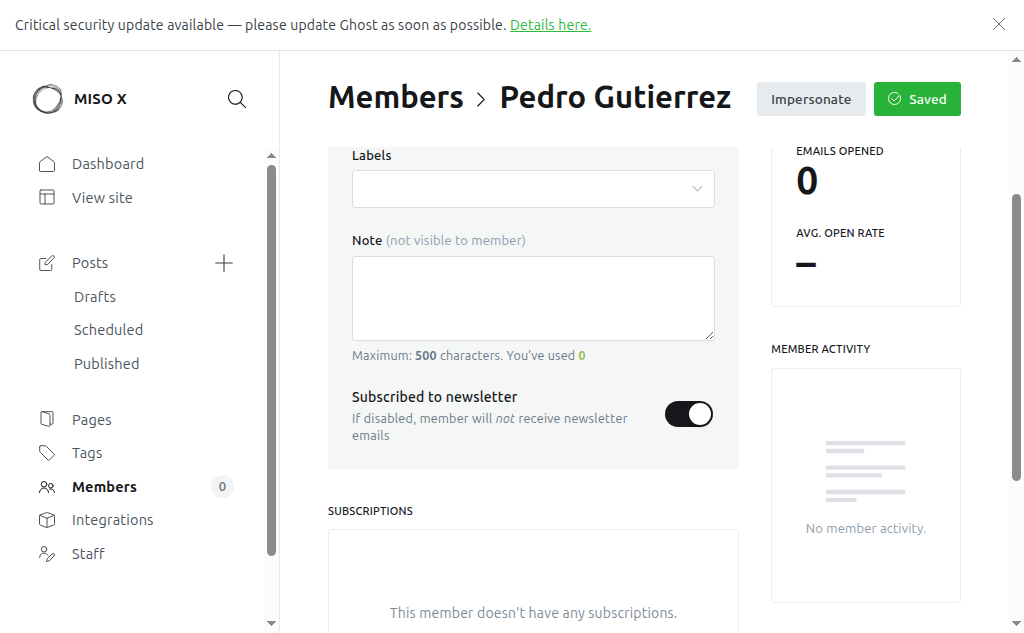 Critical security update available — please update Ghost as soon as possible. Details here.
MISO X
Dashboard
View site
Posts
Drafts
Scheduled
Published
Pages
Tags
Members
0
Integrations
Staff
Members > Pedro Gutierrez
Impersonate
Saved
Labels
Note (not visible to member)
Maximum: 500 characters. You've used 0
Subscribed to newsletter
If disabled, member will not receive newsletter
emails
SUBSCRIPTIONS
This member doesn't have any subscriptions.
EMAILS OPENED
0
AVG. OPEN RATE
–
MEMBER ACTIVITY
No member activity.